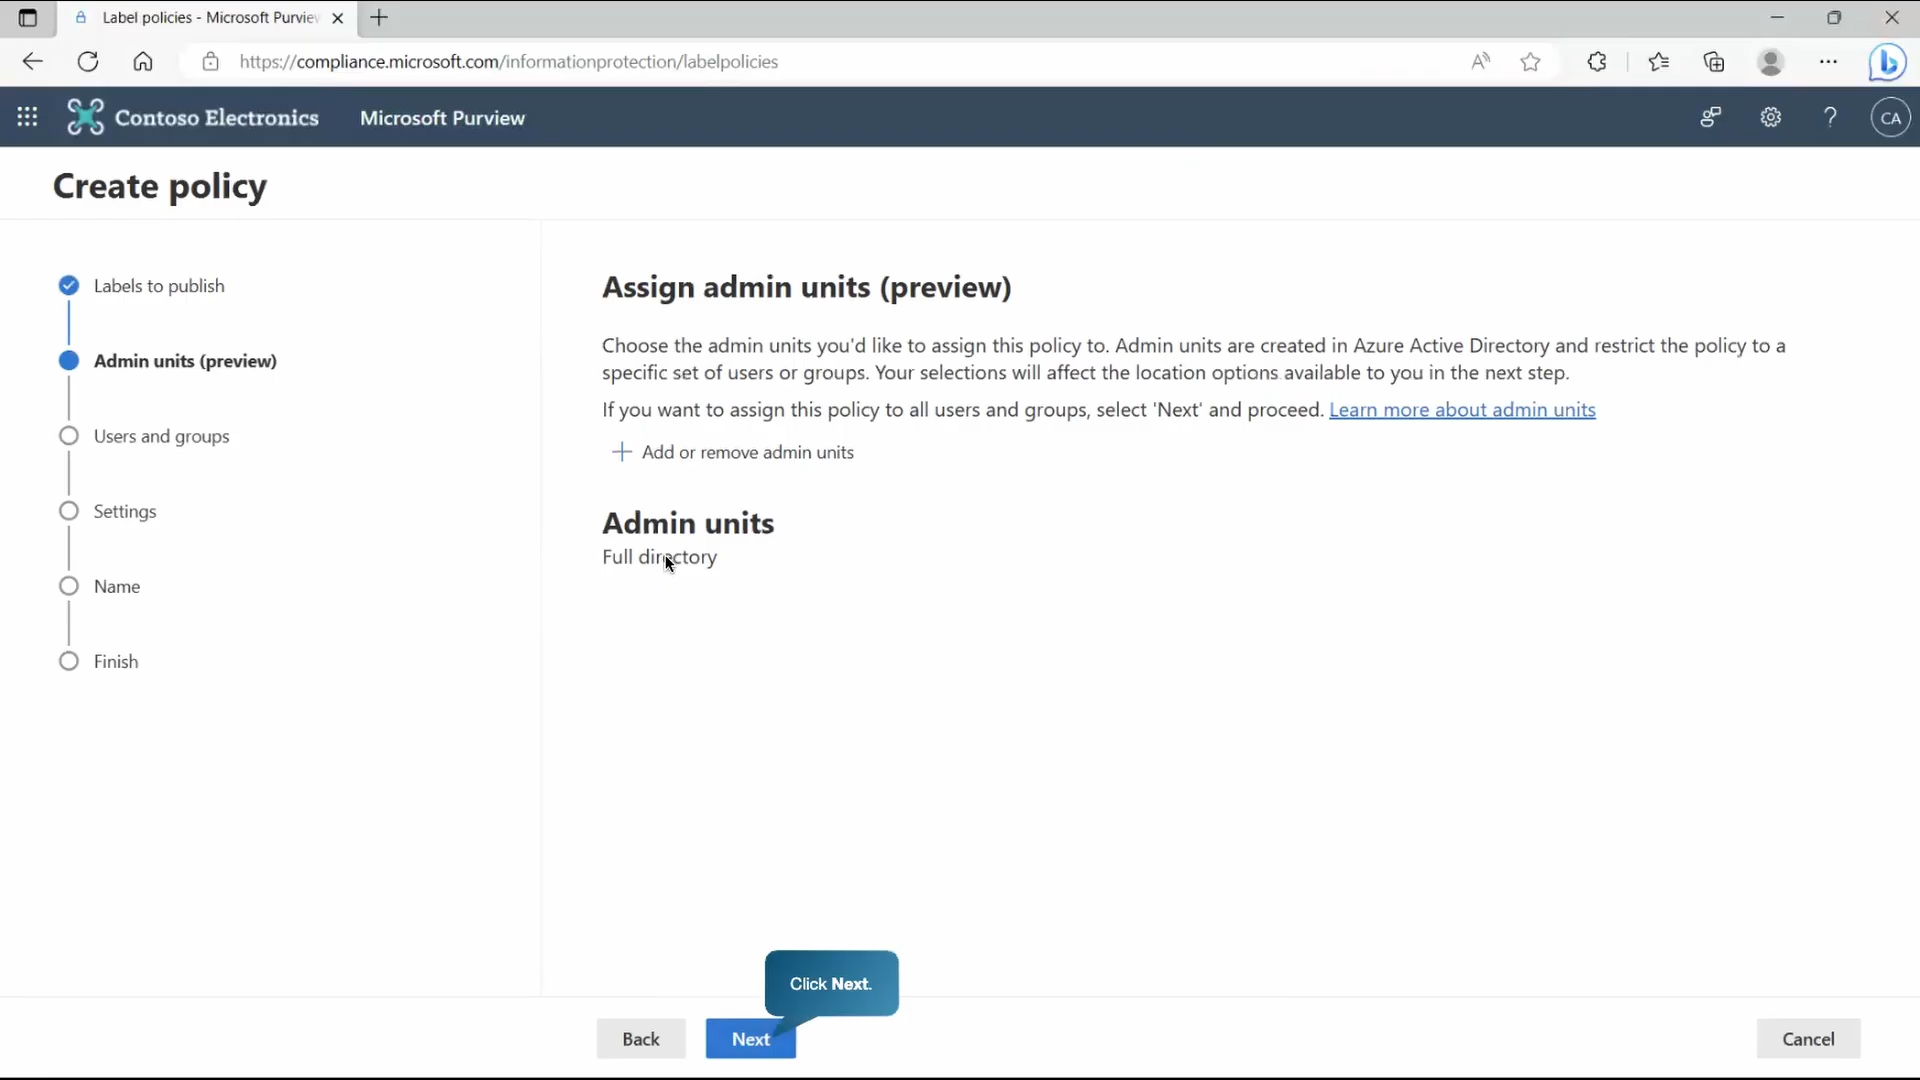 Label policies - Microsoft Purvie
https://compliance.microsoft.com/informationprotection/labelpolicies
Contoso Electronics
Microsoft Purview
CA
Create policy
Labels to publish
Admin units (preview)
Users and groups
Settings
Name
Finish
Assign admin units (preview)
Choose the admin units you'd like to assign this policy to. Admin units are created in Azure Active Directory and restrict the policy to a
specific set of users or groups. Your selections will affect the location options available to you in the next step.
If you want to assign this policy to all users and groups, select 'Next' and proceed. Learn more about admin units
Add or remove admin units
Admin units
Full directory
Click Next.
Back
Next
Cancel